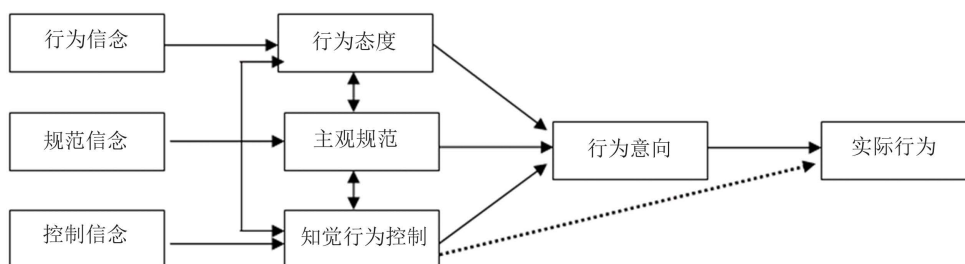 行为信念
行为态度
规范信念
主观规范
行为意向
实际行为
控制信念
知觉行为控制